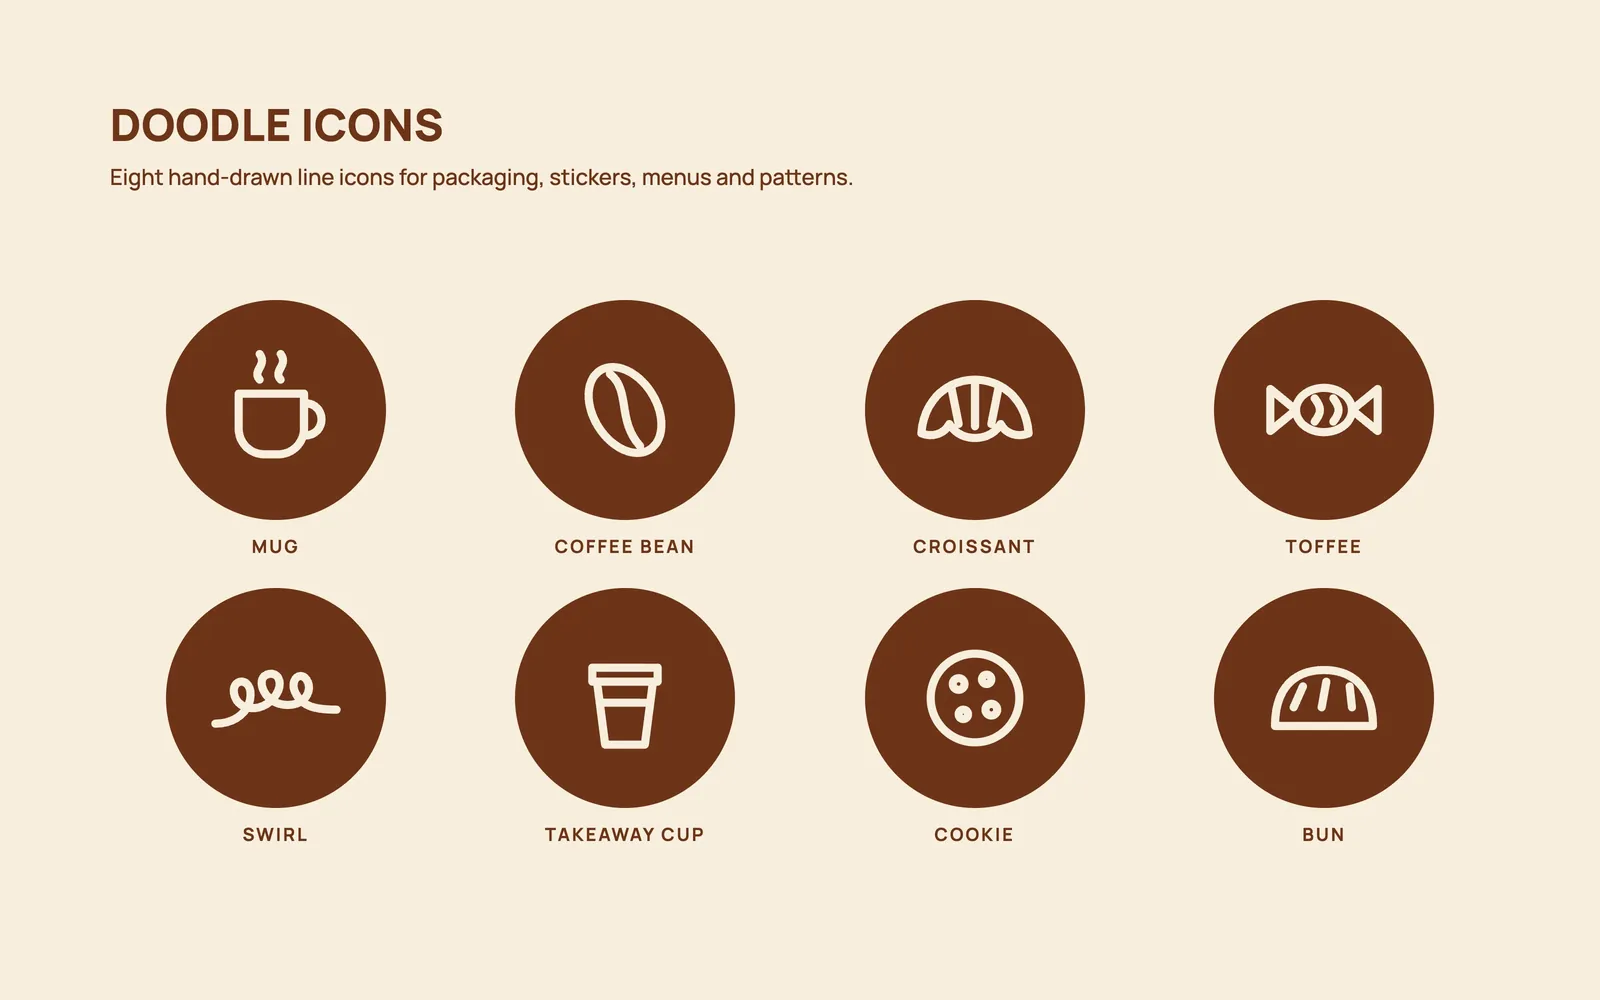 DOODLE ICONS
Eight hand-drawn line icons for packaging, stickers, menus and patterns.
MUG
COFFEE BEAN
CROISSANT
TOFFEE
SWIRL
TAKEAWAY CUP
COOKIE
BUN